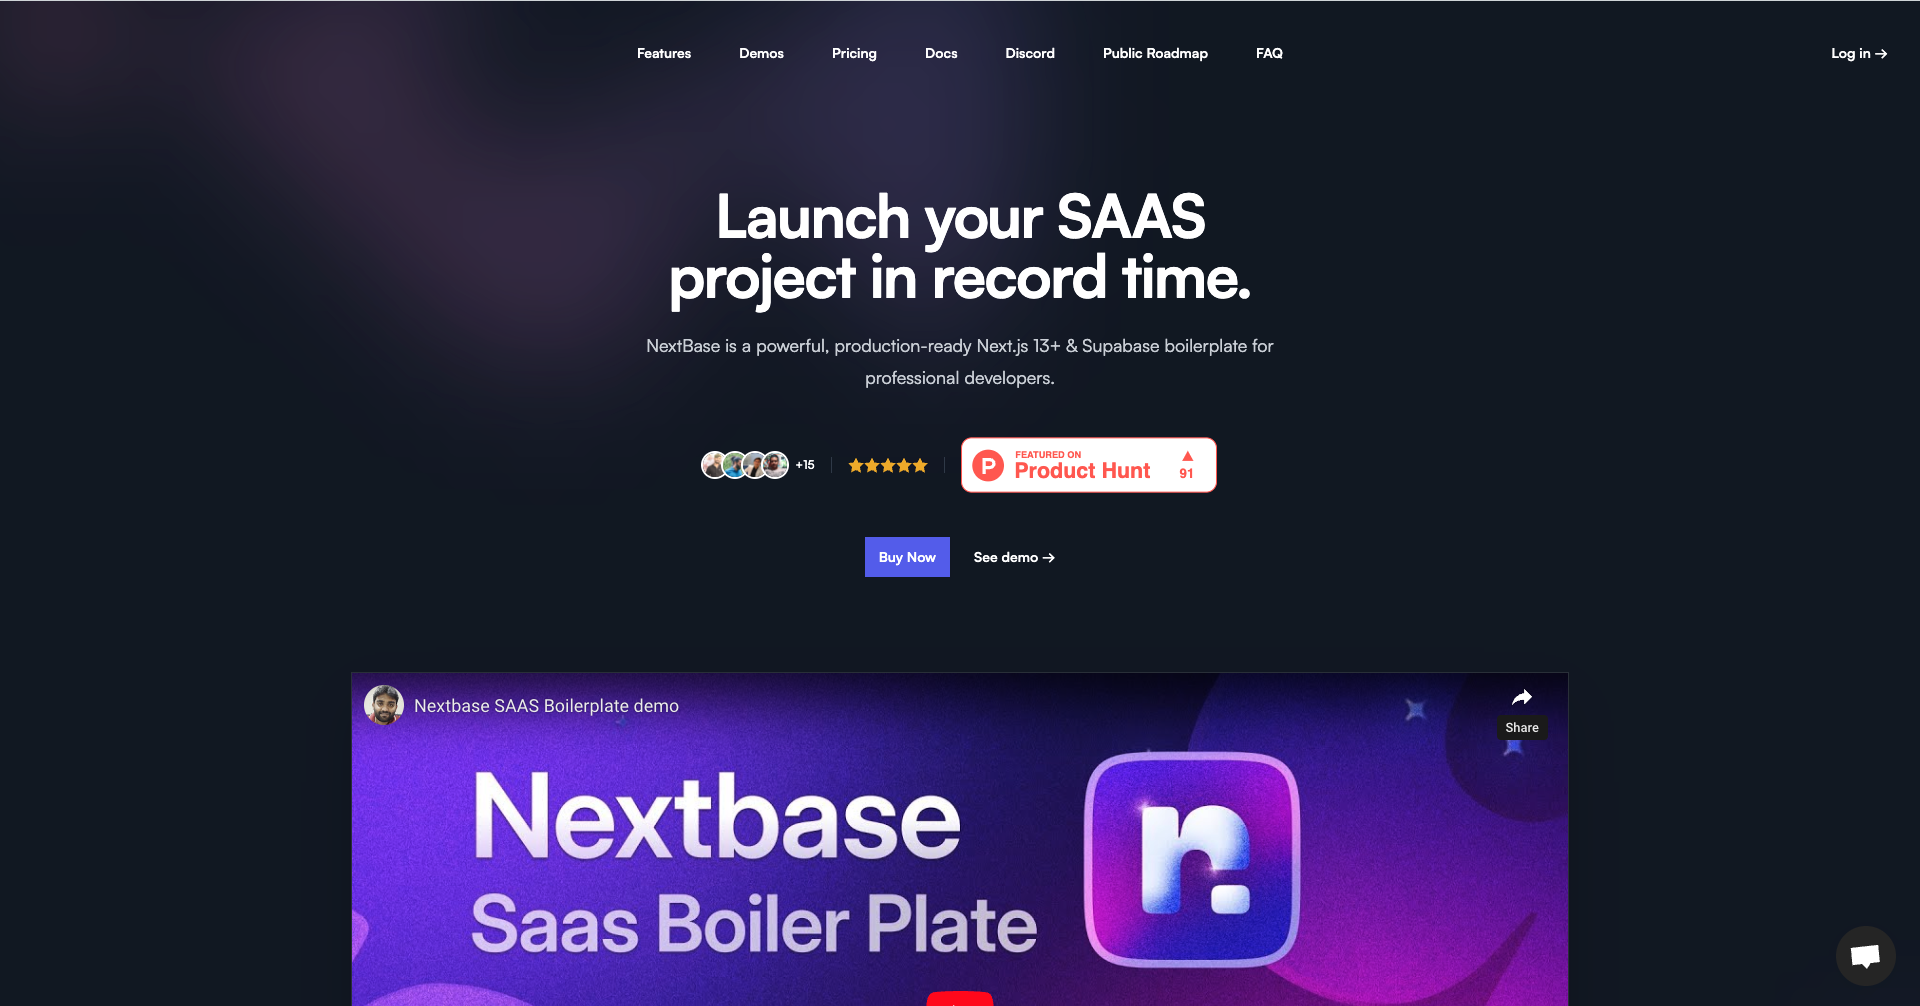 Features Demos Pricing Docs Discord Public Roadmap FAQ Log in →
Launch your SAAS
project in record time.
NextBase is a powerful, production-ready Next.js 13+ & Supabase boilerplate for
professional developers.
+15
FEATURED ON
Product Hunt
91
Buy Now See demo →
Nextbase SAAS Boilerplate demo
Share
Nextbase
Saas Boiler Plate
n.